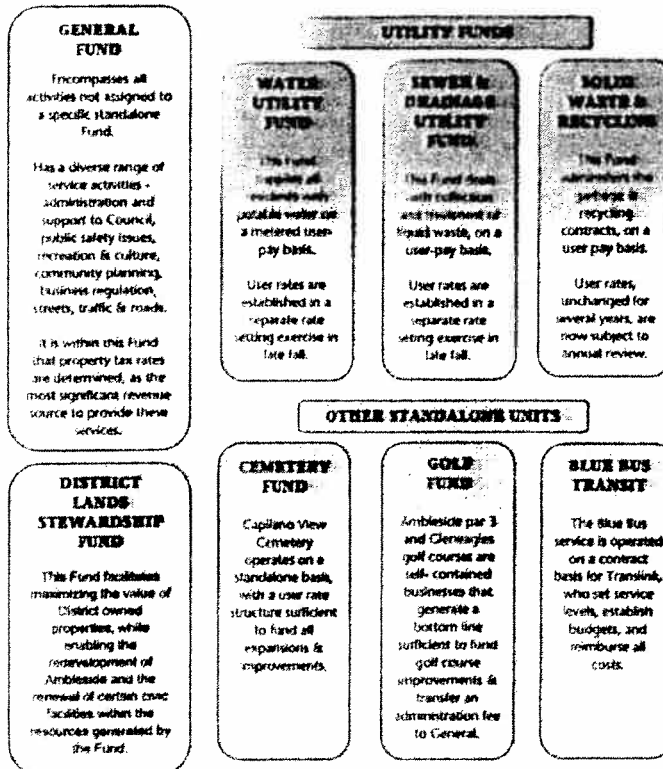 GENERAL
FUND
Encompasses all
activities not assigned to
a specific standalone
Fund.
Has a diverse range of
service activities -
administration and
support to Council,
public safety issues,
recreation & culture,
community planning,
business regulation,
streets, traffic & roads.
It is within this Fund
that property tax rates
are determined, as the
most significant revenue
source to provide these
services.
DISTRICT
LANDS
STEWARDSHIP
FUND
This Fund facilitates
maximizing the value of
District owned
properties, while
enabling the
redevelopment of
Ambleside and the
renewal of certain civic
facilities within the
resources generated by
the Fund.
UTILITY FUNDS
WATER
UTILITY
FUND
This Fund
supplies all
residents with
potable water on
a metered user-
pay basis.
User rates are
established in a
separate rate
setting exercise in
late fall.
SEWER &
DRAINAGE
UTILITY
FUND
This Fund deals
with collection
and treatment of
liquid waste, on a
user-pay basis.
User rates are
established in a
separate rate
setting exercise in
late fall.
SOLID
WASTE &
RECYCLING
This Fund
administers the
garbage &
recycling
contracts, on a
user pay basis.
User rates,
unchanged for
several years, are
now subject to
annual review.
OTHER STANDALONE UNITS
CEMETERY
FUND
Capilano View
Cemetery
operates on a
standalone basis,
with a user rate
structure sufficient
to fund all
expansions &
improvements.
GOLF
FUND
Ambleside par 3
and Gleneagles
golf courses are
self- contained
businesses that
generate a
bottom line
sufficient to fund
golf course
improvements &
transfer an
administration fee
to General.
BLUE BUS
TRANSIT
The Blue Bus
service is operated
on a contract
basis for Translink,
who set service
levels, establish
budgets, and
reimburse all
costs.